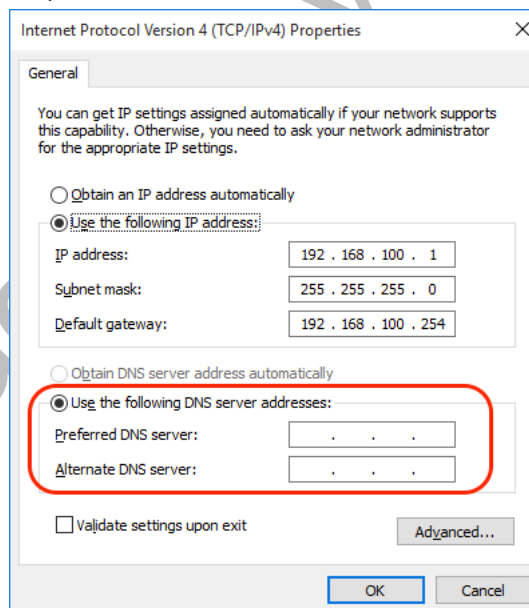 Internet Protocol Version 4 (TCP/IPv4) Properties
General
You can get IP settings assigned automatically if your network supports
this capability. Otherwise, you need to ask your network administrator
for the appropriate IP settings.
Obtain an IP address automatically
Use the following IP address:
IP address: 192 . 168 . 100 . 1
Subnet mask: 255 . 255 . 255 . 0
Default gateway: 192 . 168 . 100 . 254
Obtain DNS server address automatically
Use the following DNS server addresses:
Preferred DNS server: . . .
Alternate DNS server: . . .
Validate settings upon exit
Advanced...
OK Cancel